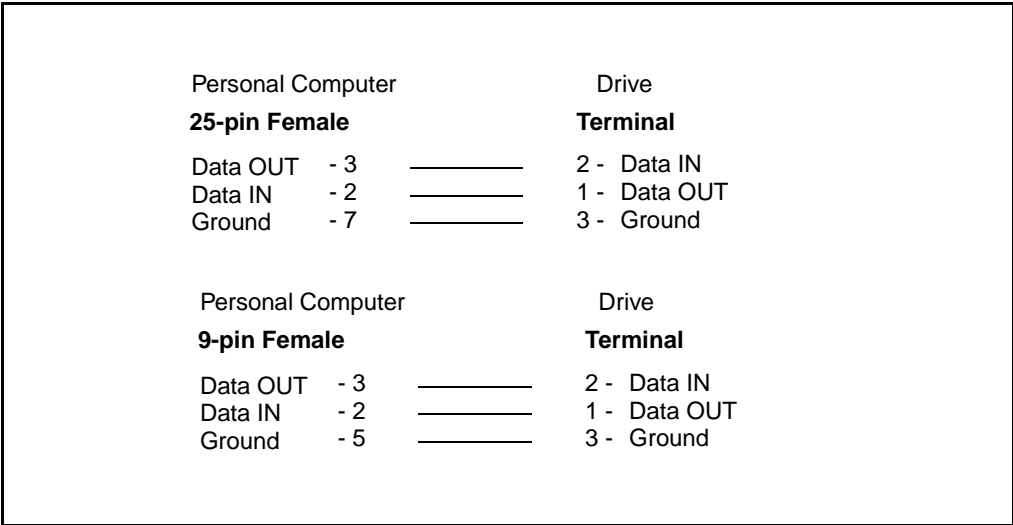 Personal Computer Drive
25-pin Female Terminal
Data OUT - 3 2 - Data IN
Data IN - 2 1 - Data OUT
Ground - 7 3 - Ground
Personal Computer Drive
9-pin Female Terminal
Data OUT - 3 2 - Data IN
Data IN - 2 1 - Data OUT
Ground - 5 3 - Ground